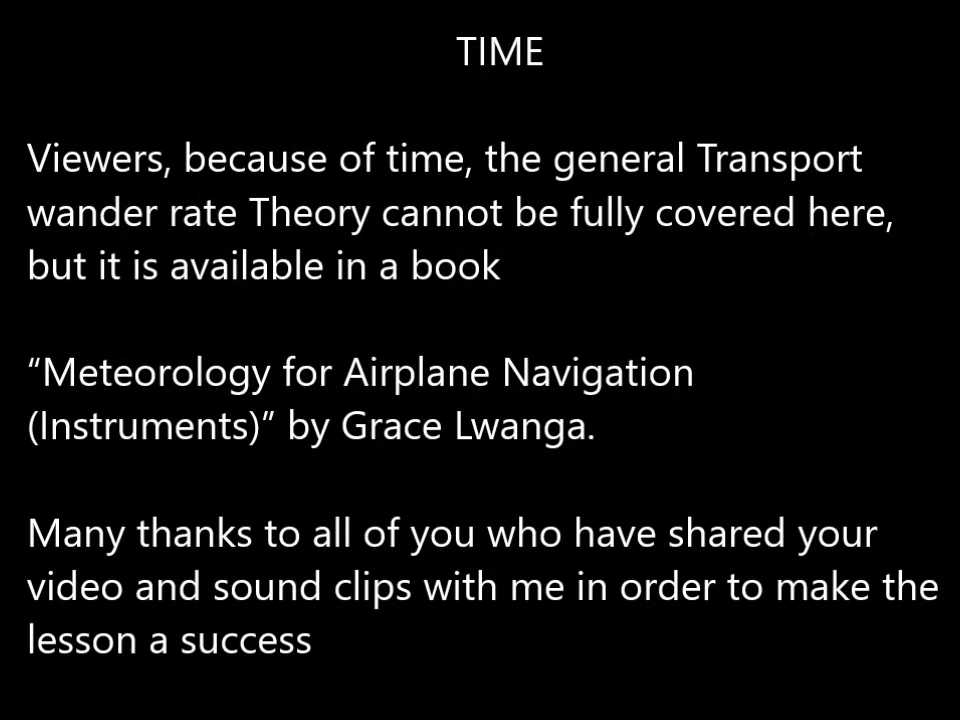 TIME
Viewers, because of time, the general Transport
wander rate Theory cannot be fully covered here,
but it is available in a book
“Meteorology for Airplane Navigation
(Instruments)” by Grace Lwanga.
Many thanks to all of you who have shared your
video and sound clips with me in order to make the
lesson a success